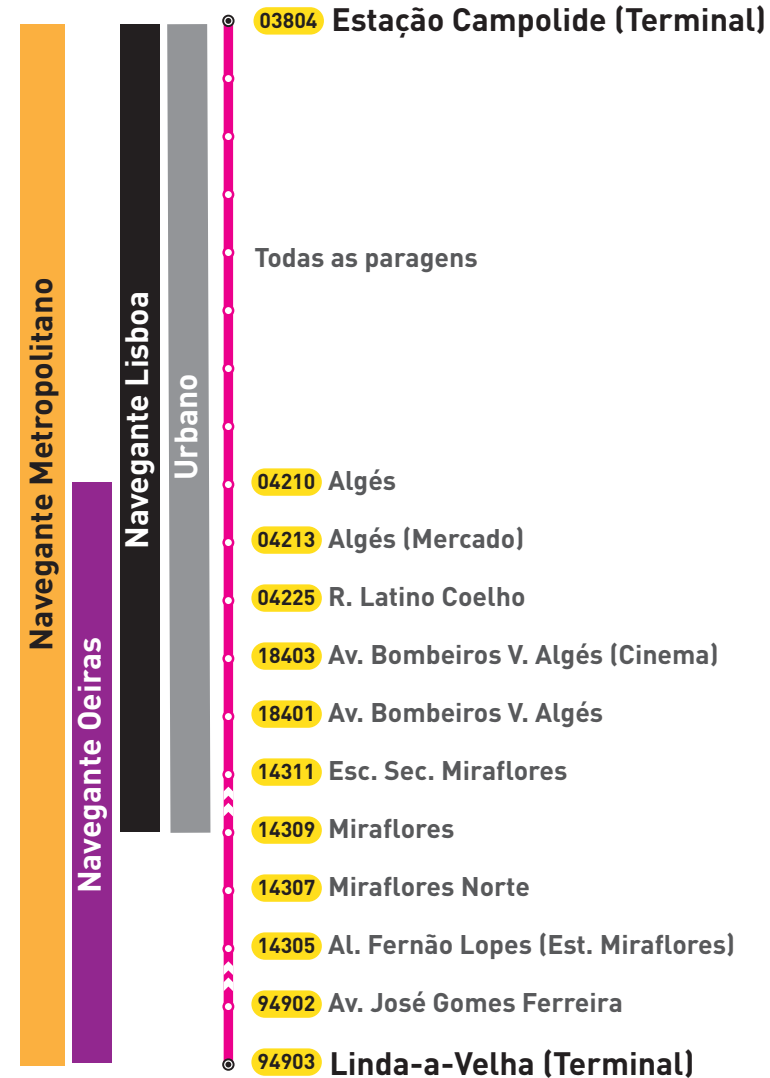 03804 Estação Campolide (Terminal)
Todas as paragens
Navegante Metropolitano
Navegante Oeiras
Navegante Lisboa
Urbano
04210 Algés
04213 Algés (Mercado)
04225 R. Latino Coelho
18403 Av. Bombeiros V. Algés (Cinema)
18401 Av. Bombeiros V. Algés
14311 Esc. Sec. Miraflores
14309 Miraflores
14307 Miraflores Norte
14305 Al. Fernão Lopes (Est. Miraflores)
94902 Av. José Gomes Ferreira
94903 Linda-a-Velha (Terminal)